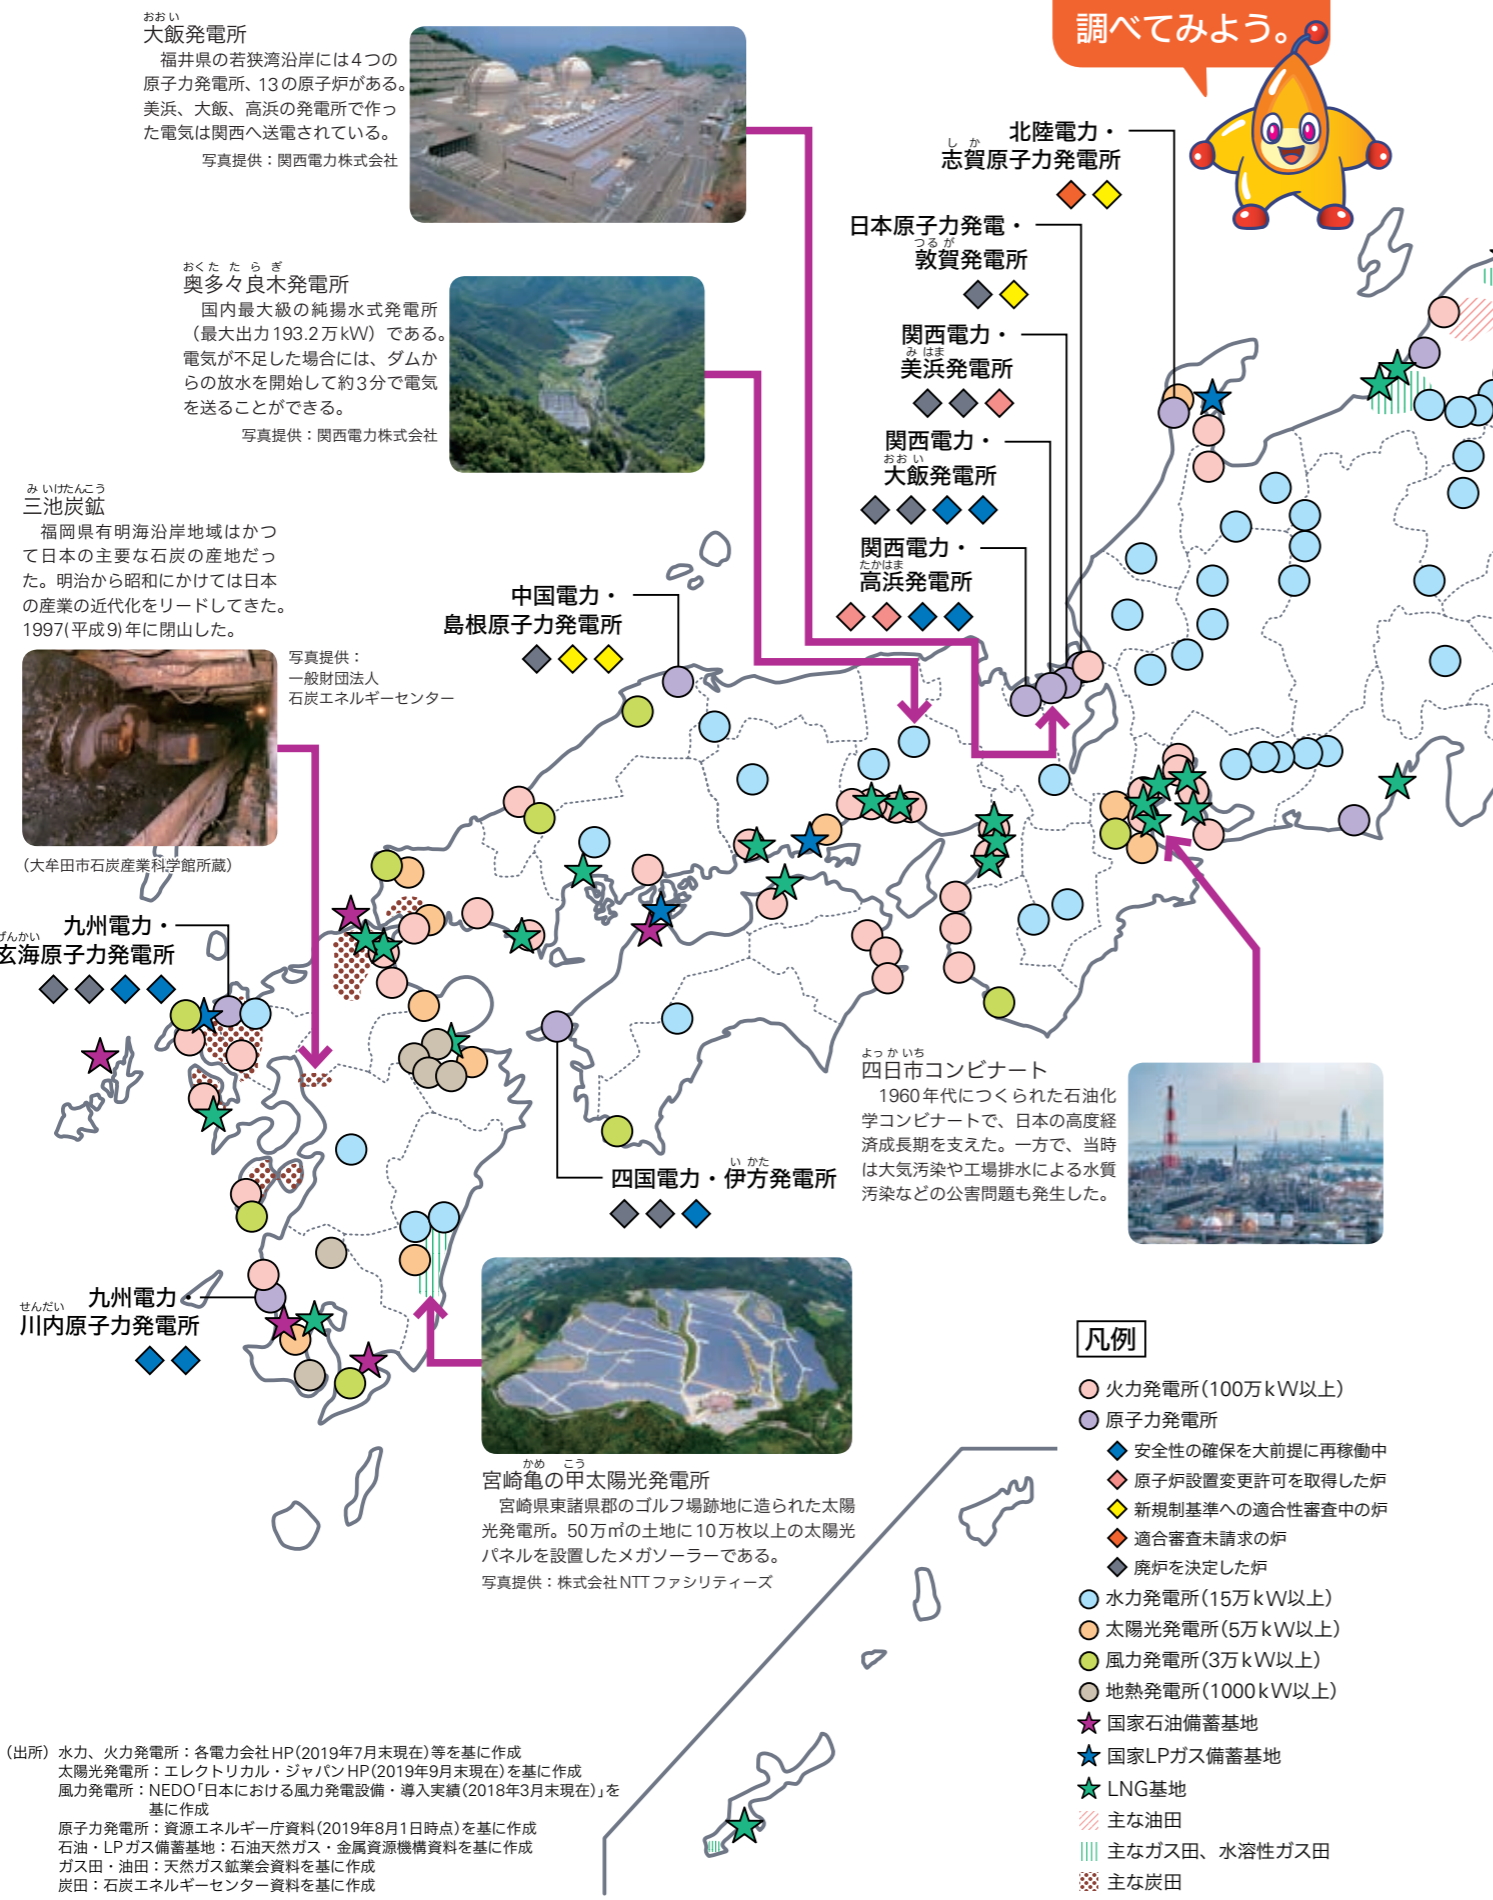 調べてみよう。
おおい
大飯発電所
福井県の若狭湾沿岸には4つの
原子力発電所、13の原子炉がある。
美浜、大飯、高浜の発電所で作っ
た電気は関西へ送電されている。
写真提供：関西電力株式会社
おくたたらぎ
奥多々良木発電所
国内最大級の純揚水式発電所
（最大出力193.2万kW）である。
電気が不足した場合には、ダムか
らの放水を開始して約3分で電気
を送ることができる。
写真提供：関西電力株式会社
みいけたんこう
三池炭鉱
福岡県有明海沿岸地域はかつ
て日本の主要な石炭の産地だっ
た。明治から昭和にかけては日本
の産業の近代化をリードしてきた。
1997(平成9)年に閉山した。
写真提供：
一般財団法人
石炭エネルギーセンター
（大牟田市石炭産業科学館所蔵）
北陸電力・
しか
志賀原子力発電所
日本原子力発電・
つるが
敦賀発電所
関西電力・
みはま
美浜発電所
関西電力・
おおい
大飯発電所
関西電力・
たかはま
高浜発電所
中国電力・
島根原子力発電所
九州電力・
げんかい
玄海原子力発電所
いかた
四国電力・伊方発電所
九州電力・
せんだい
川内原子力発電所
よっかいち
四日市コンビナート
1960年代につくられた石油化
学コンビナートで、日本の高度経
済成長期を支えた。一方で、当時
は大気汚染や工場排水による水質
汚染などの公害問題も発生した。
かめ こう
宮崎亀の甲太陽光発電所
宮崎県東諸県郡のゴルフ場跡地に造られた太陽
光発電所。50万㎡の土地に10万枚以上の太陽光
パネルを設置したメガソーラーである。
写真提供：株式会社NTTファシリティーズ
凡例
火力発電所(100万kW以上)
原子力発電所
安全性の確保を大前提に再稼働中
原子炉設置変更許可を取得した炉
新規制基準への適合性審査中の炉
適合審査未請求の炉
廃炉を決定した炉
水力発電所(15万kW以上)
太陽光発電所(5万kW以上)
風力発電所(3万kW以上)
地熱発電所(1000kW以上)
国家石油備蓄基地
国家LPガス備蓄基地
LNG基地
主な油田
主なガス田、水溶性ガス田
主な炭田
（出所）水力、火力発電所：各電力会社HP(2019年7月末現在)等を基に作成
太陽光発電所：エレクトリカル・ジャパンHP(2019年9月末現在)を基に作成
風力発電所：NEDO「日本における風力発電設備・導入実績(2018年3月末現在)」を
基に作成
原子力発電所：資源エネルギー庁資料(2019年8月1日時点)を基に作成
石油・LPガス備蓄基地：石油天然ガス・金属資源機構資料を基に作成
ガス田・油田：天然ガス鉱業会資料を基に作成
炭田：石炭エネルギーセンター資料を基に作成